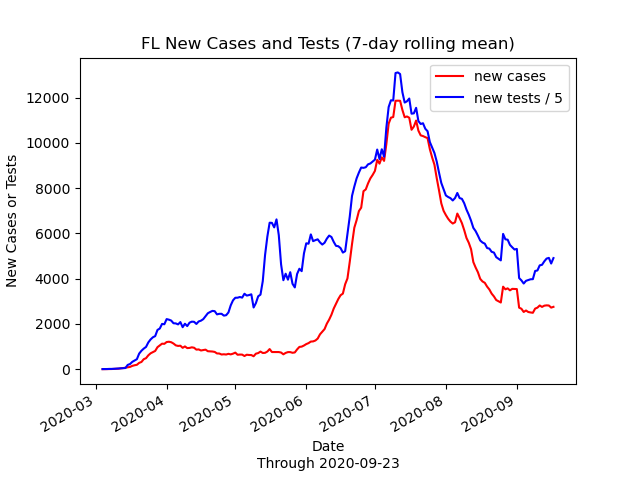 FL New Cases and Tests (7-day rolling mean)
new cases
new tests / 5
New Cases or Tests
12000
10000
8000
6000
4000
2000
0
2020-03
2020-04
2020-05
2020-06
2020-07
2020-08
2020-09
Date
Through 2020-09-23